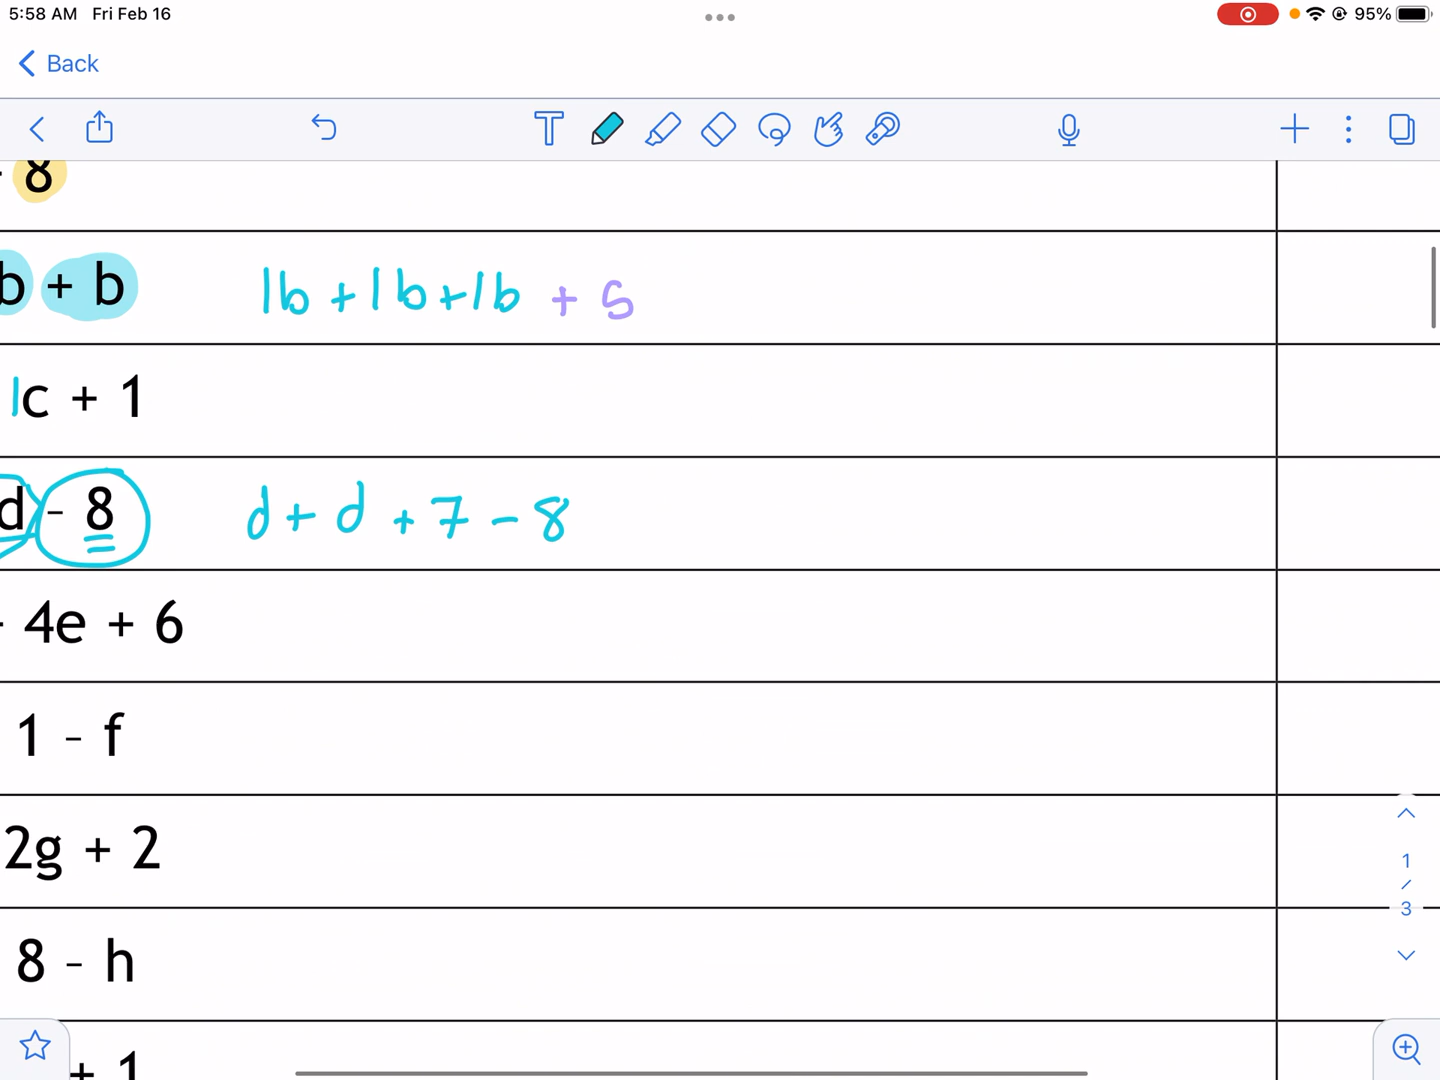 5:58 AM Fri Feb 16
95%
Back
8
b + b 1b + 1b + 1b + 5
1c + 1
d - 8 d + d + 7 - 8
4e + 6
1 - f
2g + 2
8 - h
+ 1
1
/
3